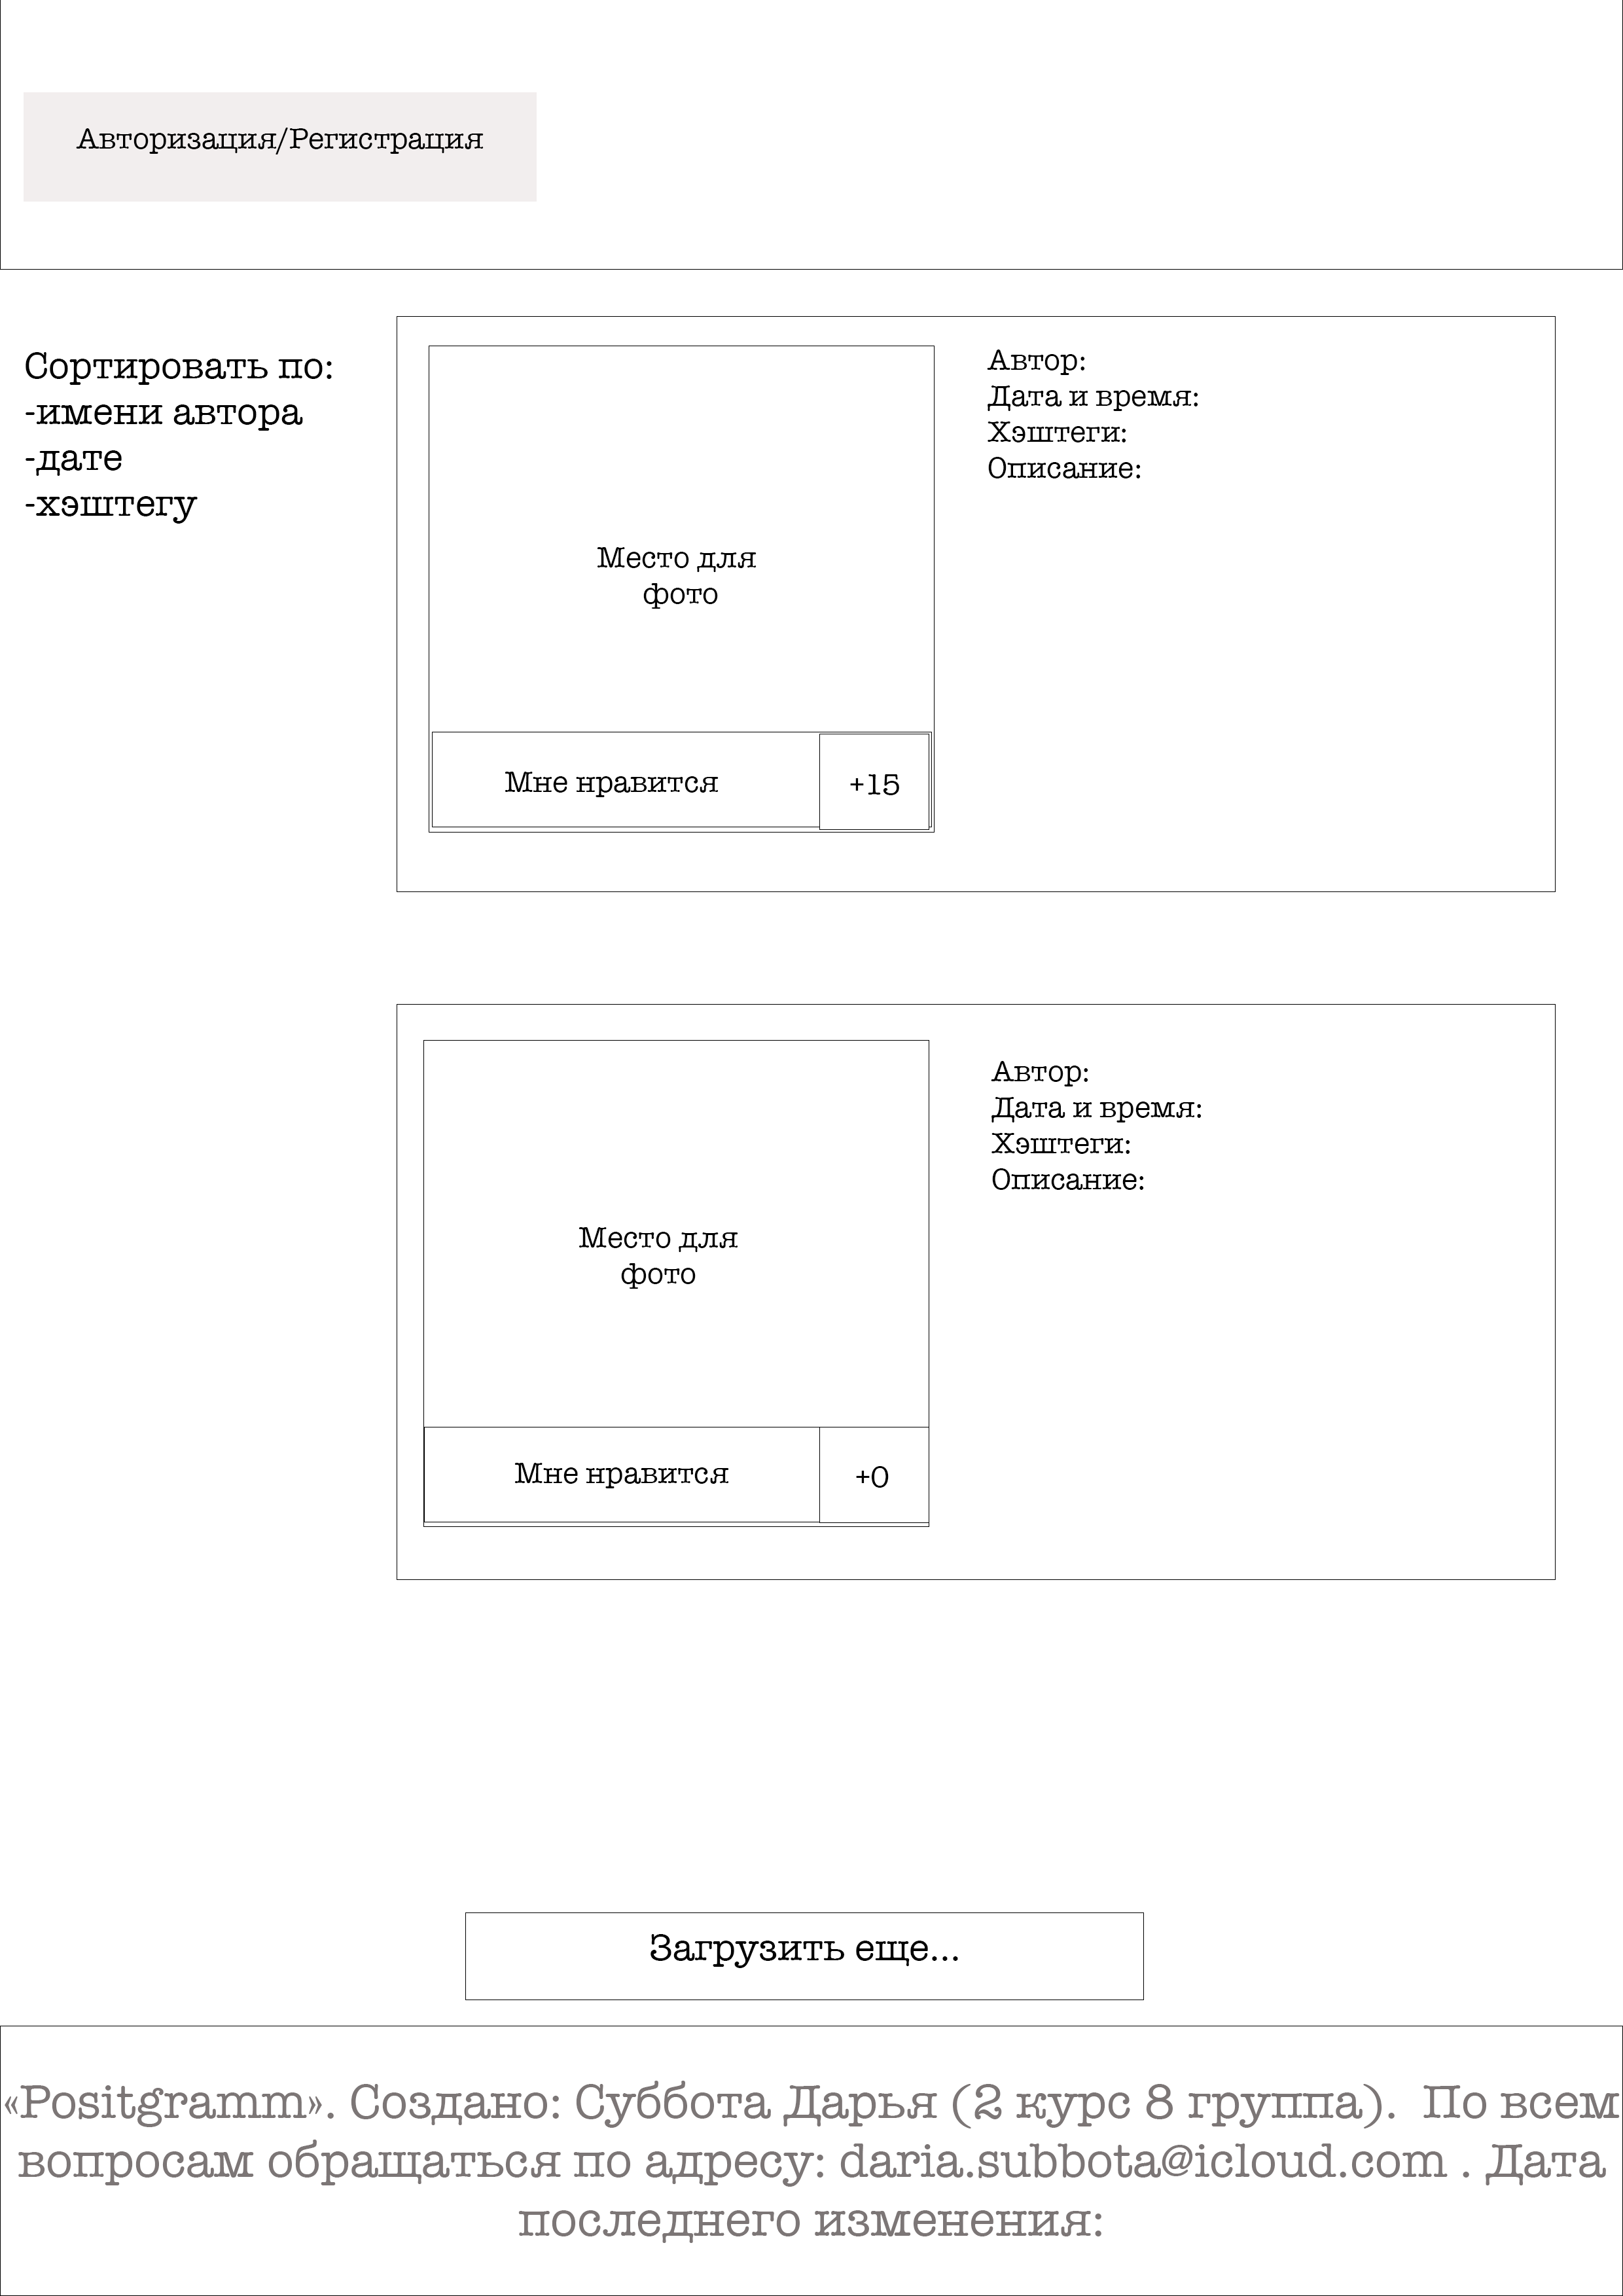 Авторизация/Регистрация
Сортировать по:
-имени автора
-дате
-хэштегу
Место для
фото
Мне нравится
+15
Автор:
Дата и время:
Хэштеги:
Описание:
Место для
фото
Мне нравится
+0
Автор:
Дата и время:
Хэштеги:
Описание:
Загрузить еще...
«Positgramm». Создано: Суббота Дарья (2 курс 8 группа).  По всем
вопросам обращаться по адресу: daria.subbota@icloud.com . Дата
последнего изменения: